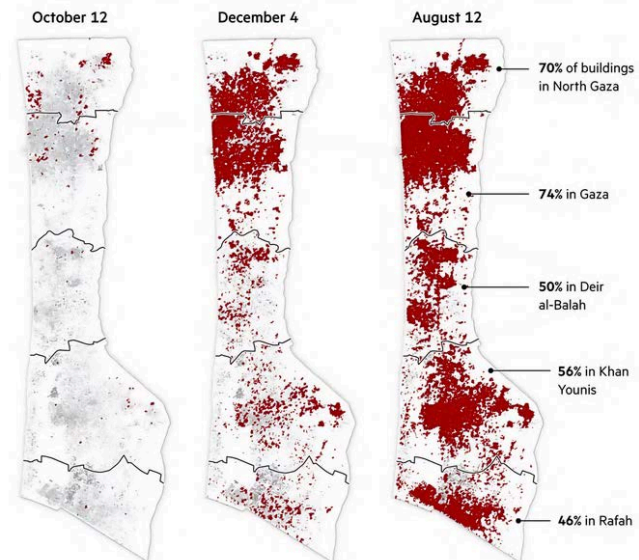 October 12
December 4
August 12
70% of buildings
in North Gaza
74% in Gaza
50% in Deir
al-Balah
56% in Khan
Younis
46% in Rafah